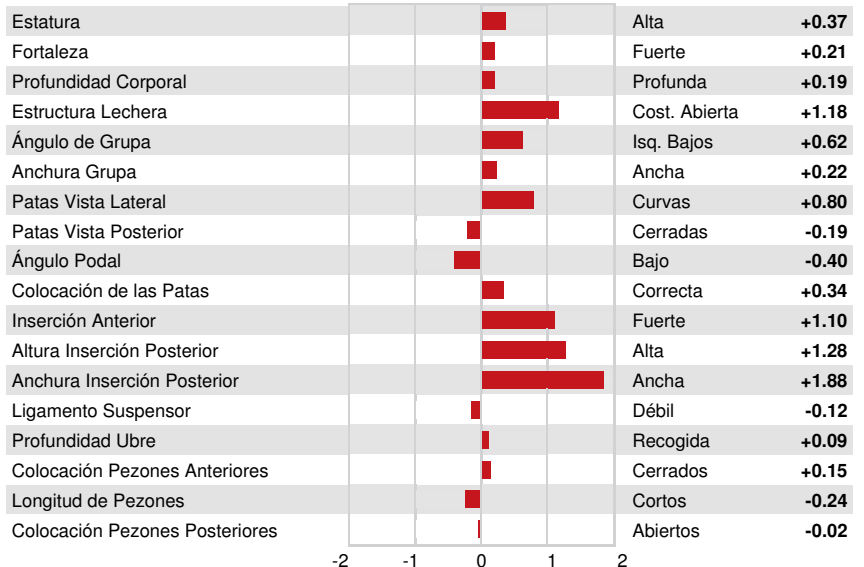 Estatura Alta +0.37
Fortaleza Fuerte +0.21
Profundidad Corporal Profunda +0.19
Estructura Lechera Cost. Abierta +1.18
Ángulo de Grupa Isq. Bajos +0.62
Anchura Grupa Ancha +0.22
Patas Vista Lateral Curvas +0.80
Patas Vista Posterior Cerradas -0.19
Ángulo Podal Bajo -0.40
Colocación de las Patas Correcta +0.34
Inserción Anterior Fuerte +1.10
Altura Inserción Posterior Alta +1.28
Anchura Inserción Posterior Ancha +1.88
Ligamento Suspensor Débil -0.12
Profundidad Ubre Recogida +0.09
Colocación Pezones Anteriores Cerrados +0.15
Longitud de Pezones Cortos -0.24
Colocación Pezones Posteriores Abiertos -0.02
-2 -1 0 1 2